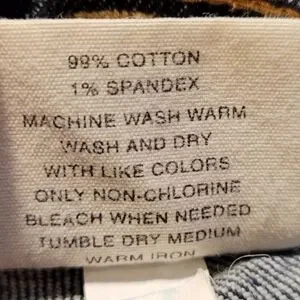 99% COTTON
1% SPANDEX
MACHINE WASH WARM
WASH AND DRY
WITH LIKE COLORS
ONLY NON-CHLORINE
BLEACH WHEN NEEDED
TUMBLE DRY MEDIUM
WARM IRON